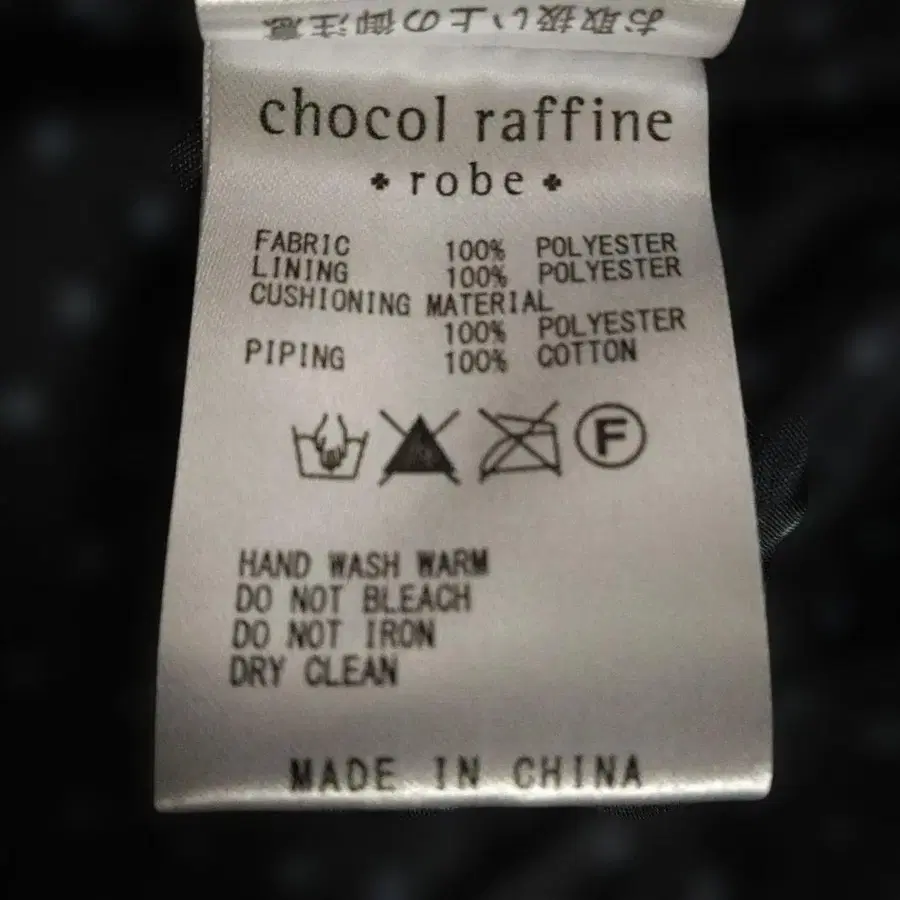 お取扱い上の御注意
chocol raffine
robe
FABRIC 100% POLYESTER
LINING 100% POLYESTER
CUSHIONING MATERIAL
100% POLYESTER
PIPING 100% COTTON
F
HAND WASH WARM
DO NOT BLEACH
DO NOT IRON
DRY CLEAN
MADE IN CHINA